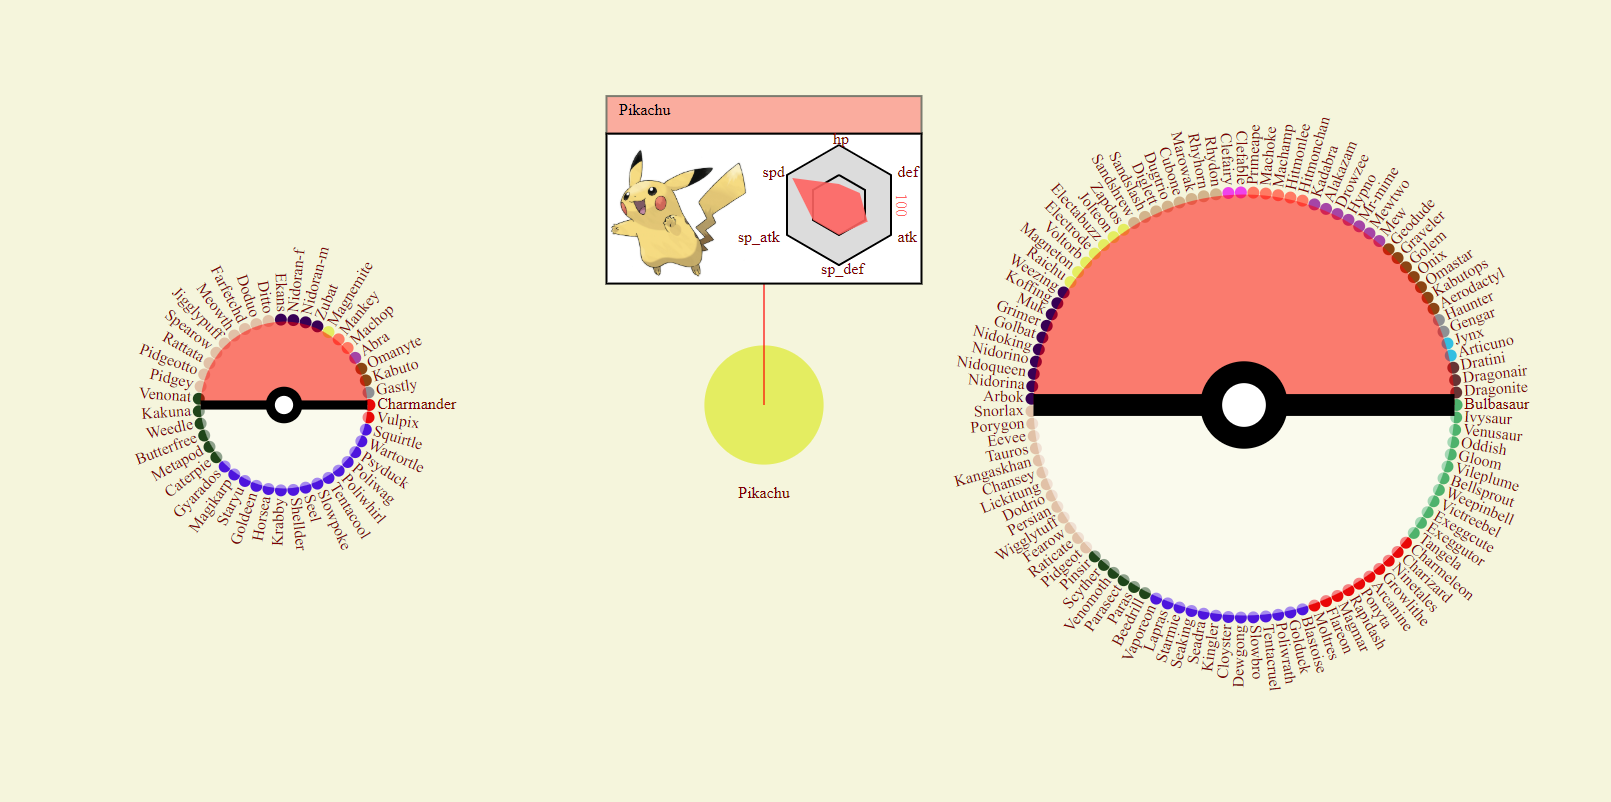 Pikachu
hp
def
100
atk
sp_def
sp_atk
spd
Pikachu
Ekans
Nidoran-f
Nidoran-m
Zubat
Magnemite
Mankey
Machop
Abra
Omanyte
Kabuto
Gastly
Charmander
Vulpix
Squirtle
Wartortle
Psyduck
Poliwag
Poliwhirl
Tentacool
Slowpoke
Seel
Shellder
Krabby
Horsea
Goldeen
Staryu
Magikarp
Gyarados
Caterpie
Metapod
Butterfree
Weedle
Kakuna
Venonat
Pidgey
Pidgeotto
Rattata
Spearow
Jigglypuff
Meowth
Farfetchd
Doduo
Ditto
Clefairy
Clefable
Primeape
Machoke
Machamp
Hitmonlee
Hitmonchan
Kadabra
Alakazam
Drowzee
Hypno
Mr-mime
Mewtwo
Mew
Geodude
Graveler
Golem
Onix
Omastar
Kabutops
Aerodactyl
Haunter
Gengar
Jynx
Articuno
Dratini
Dragonair
Dragonite
Bulbasaur
Ivysaur
Venusaur
Oddish
Gloom
Vileplume
Bellsprout
Weepinbell
Victreebel
Exeggcute
Exeggutor
Tangela
Charmeleon
Charizard
Ninetales
Growlithe
Arcanine
Ponyta
Rapidash
Magmar
Flareon
Moltres
Blastoise
Golduck
Poliwrath
Tentacruel
Slowbro
Dewgong
Cloyster
Kingler
Seadra
Seaking
Starmie
Lapras
Vaporeon
Beedrill
Paras
Parasect
Venomoth
Scyther
Pinsir
Pidgeot
Raticate
Fearow
Wigglytuff
Persian
Dodrio
Lickitung
Chansey
Kangaskhan
Tauros
Eevee
Porygon
Snorlax
Arbok
Nidorina
Nidoqueen
Nidorino
Nidoking
Golbat
Grimer
Muk
Koffing
Weezing
Raichu
Magneton
Voltorb
Electrode
Electabuzz
Jolteon
Zapdos
Sandshrew
Sandslash
Diglett
Dugtrio
Cubone
Marowak
Rhyhorn
Rhydon